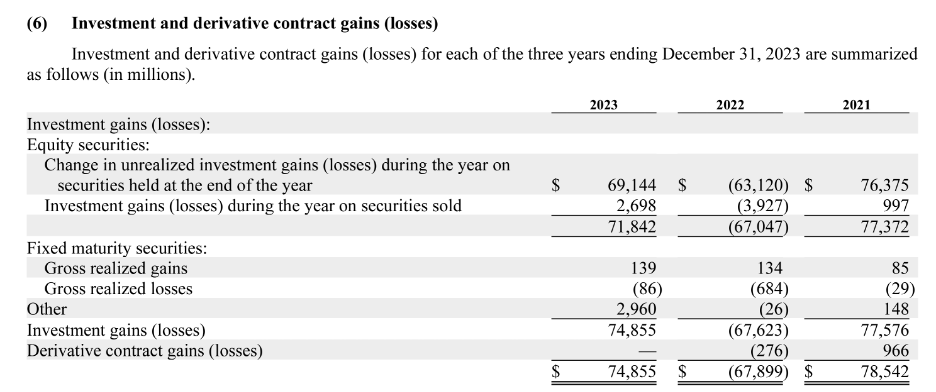 (6) Investment and derivative contract gains (losses)
Investment and derivative contract gains (losses) for each of the three years ending December 31, 2023 are summarized
as follows (in millions).
2023 2022 2021
Investment gains (losses):
Equity securities:
Change in unrealized investment gains (losses) during the year on
securities held at the end of the year $ 69,144 $ (63,120) $ 76,375
Investment gains (losses) during the year on securities sold 2,698 (3,927) 997
71,842 (67,047) 77,372
Fixed maturity securities:
Gross realized gains 139 134 85
Gross realized losses (86) (684) (29)
Other 2,960 (26) 148
Investment gains (losses) 74,855 (67,623) 77,576
Derivative contract gains (losses) — (276) 966
$ 74,855 $ (67,899) $ 78,542